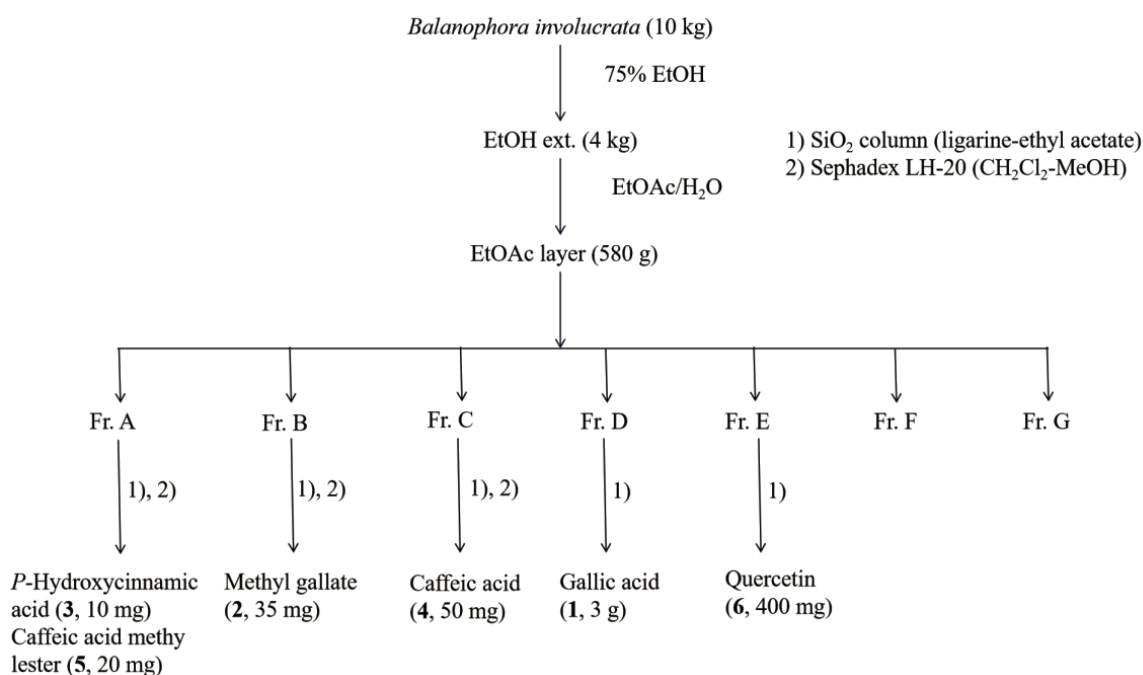 Balanophora involucrata (10 kg)
75% EtOH
EtOH ext. (4 kg)
1) SiO₂ column (ligarine-ethyl acetate)
2) Sephadex LH-20 (CH₂Cl₂-MeOH)
EtOAc/H₂O
EtOAc layer (580 g)
Fr. A
Fr. B
Fr. C
Fr. D
Fr. E
Fr. F
Fr. G
1), 2)
1), 2)
1), 2)
1)
1)
P-Hydroxycinnamic
acid (3, 10 mg)
Caffeic acid methy
lester (5, 20 mg)
Methyl gallate
(2, 35 mg)
Caffeic acid
(4, 50 mg)
Gallic acid
(1, 3 g)
Quercetin
(6, 400 mg)